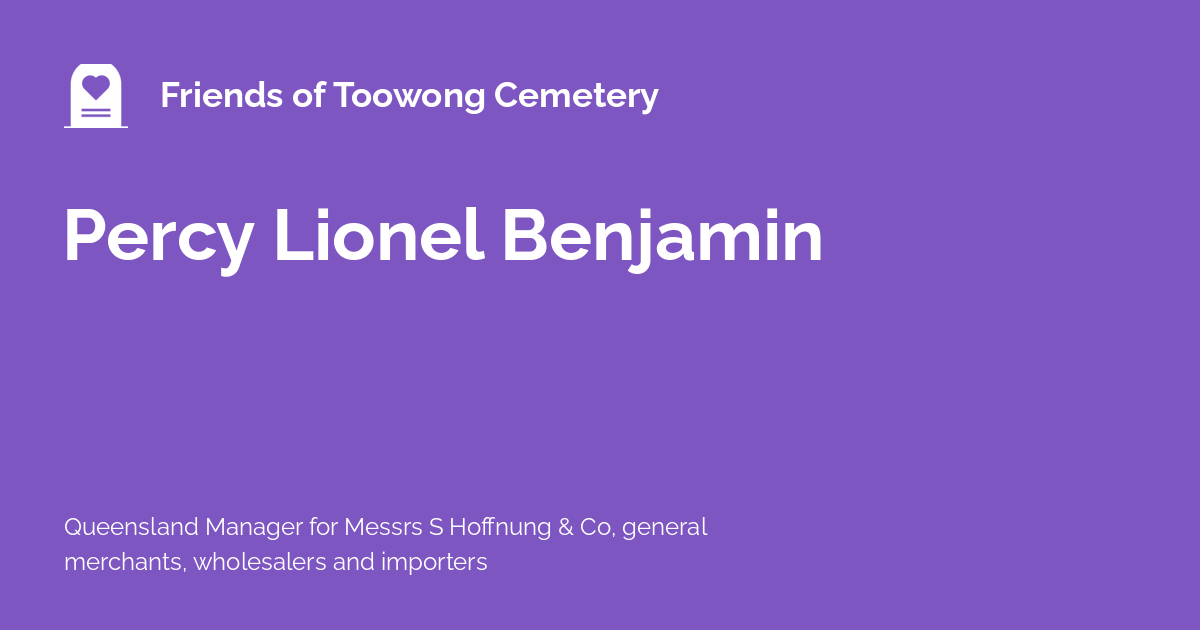 Friends of Toowong Cemetery
Percy Lionel Benjamin
Queensland Manager for Messrs S Hoffnung & Co, general
merchants, wholesalers and importers